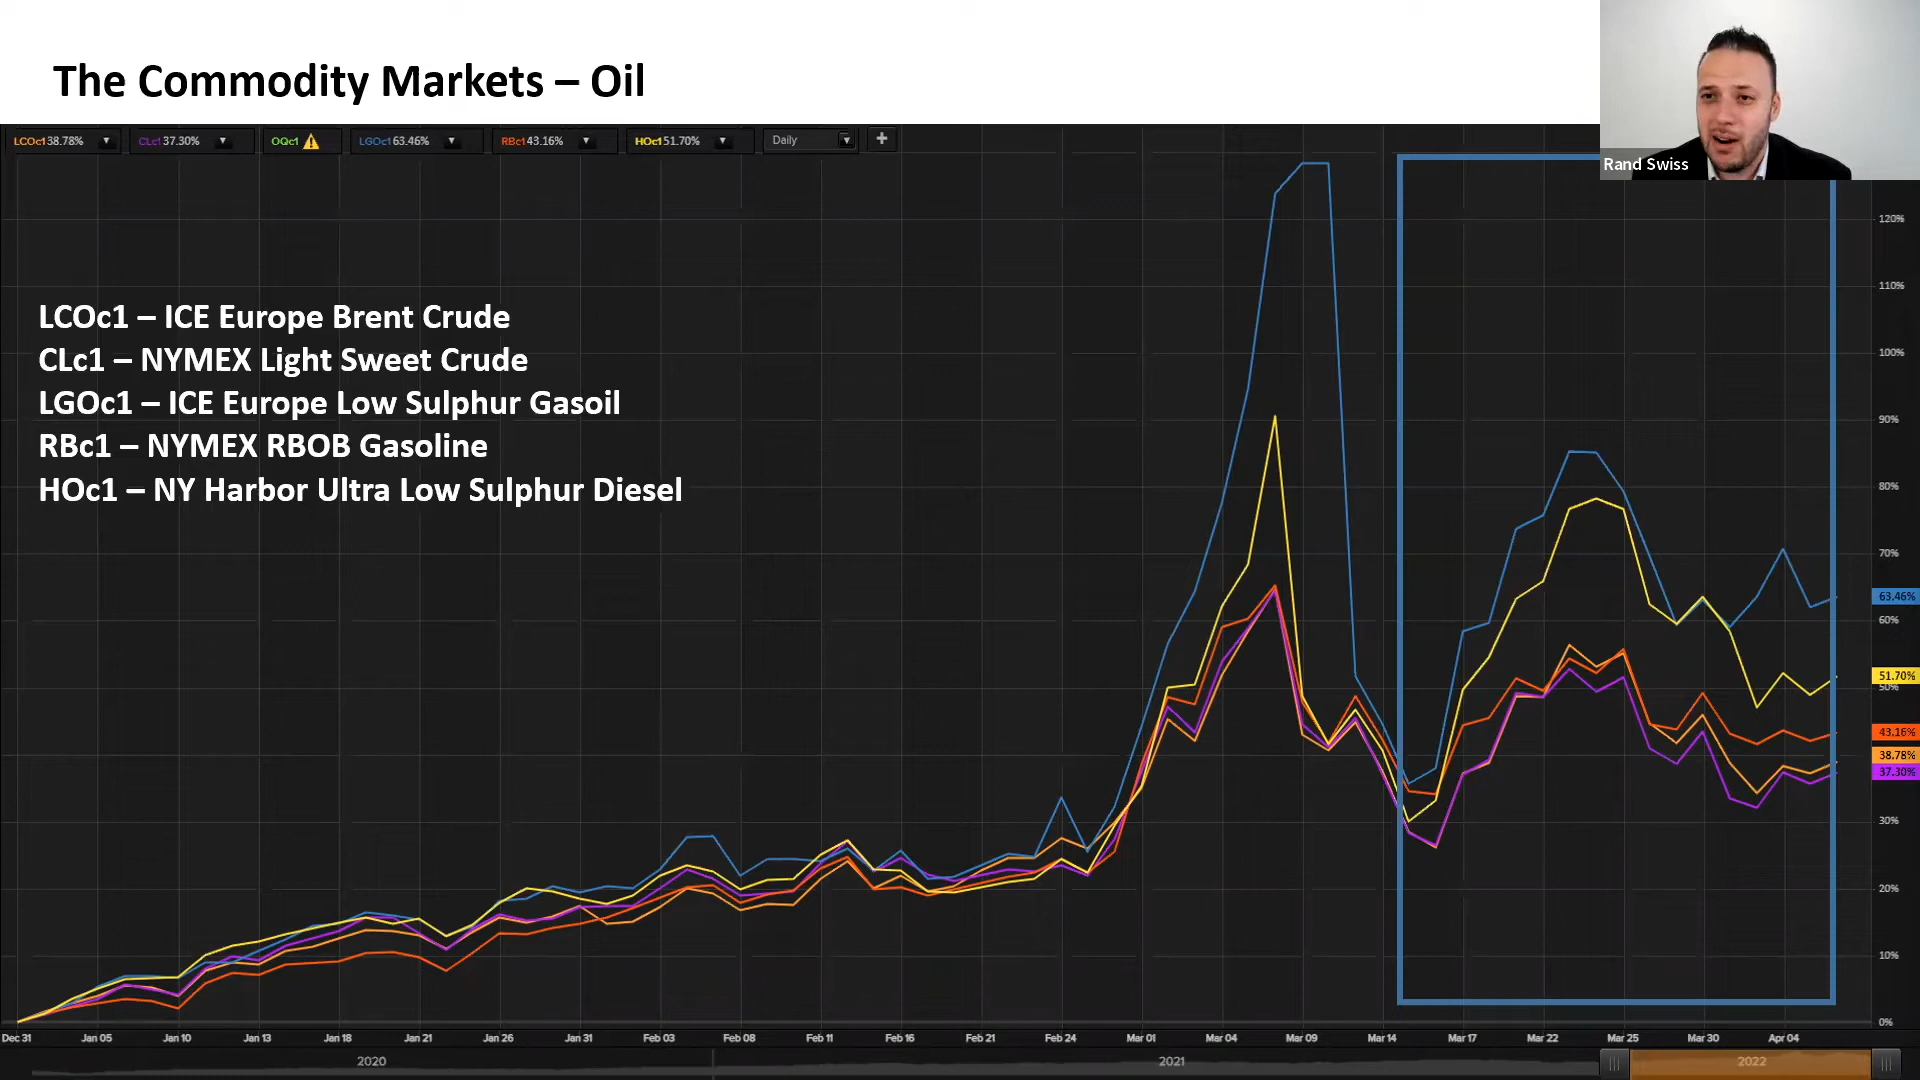 The Commodity Markets – Oil
Rand Swiss
LCOc1 38.78%
CLc1 37.30%
OQc1
LGOc1 63.46%
RBc1 43.16%
HOc1 51.70%
Daily
+
LCOc1 – ICE Europe Brent Crude
CLc1 – NYMEX Light Sweet Crude
LGOc1 – ICE Europe Low Sulphur Gasoil
RBc1 – NYMEX RBOB Gasoline
HOc1 – NY Harbor Ultra Low Sulphur Diesel
120%
110%
100%
90%
80%
70%
63.46%
60%
51.70%
50%
43.16%
38.78%
37.30%
30%
20%
10%
0%
Dec 31 Jan 05 Jan 10 Jan 13 Jan 18 Jan 21 Jan 26 Jan 31 Feb 03 Feb 08 Feb 11 Feb 16 Feb 21 Feb 24 Mar 01 Mar 04 Mar 09 Mar 14 Mar 17 Mar 22 Mar 25 Mar 30 Apr 04
2020 2021 2022